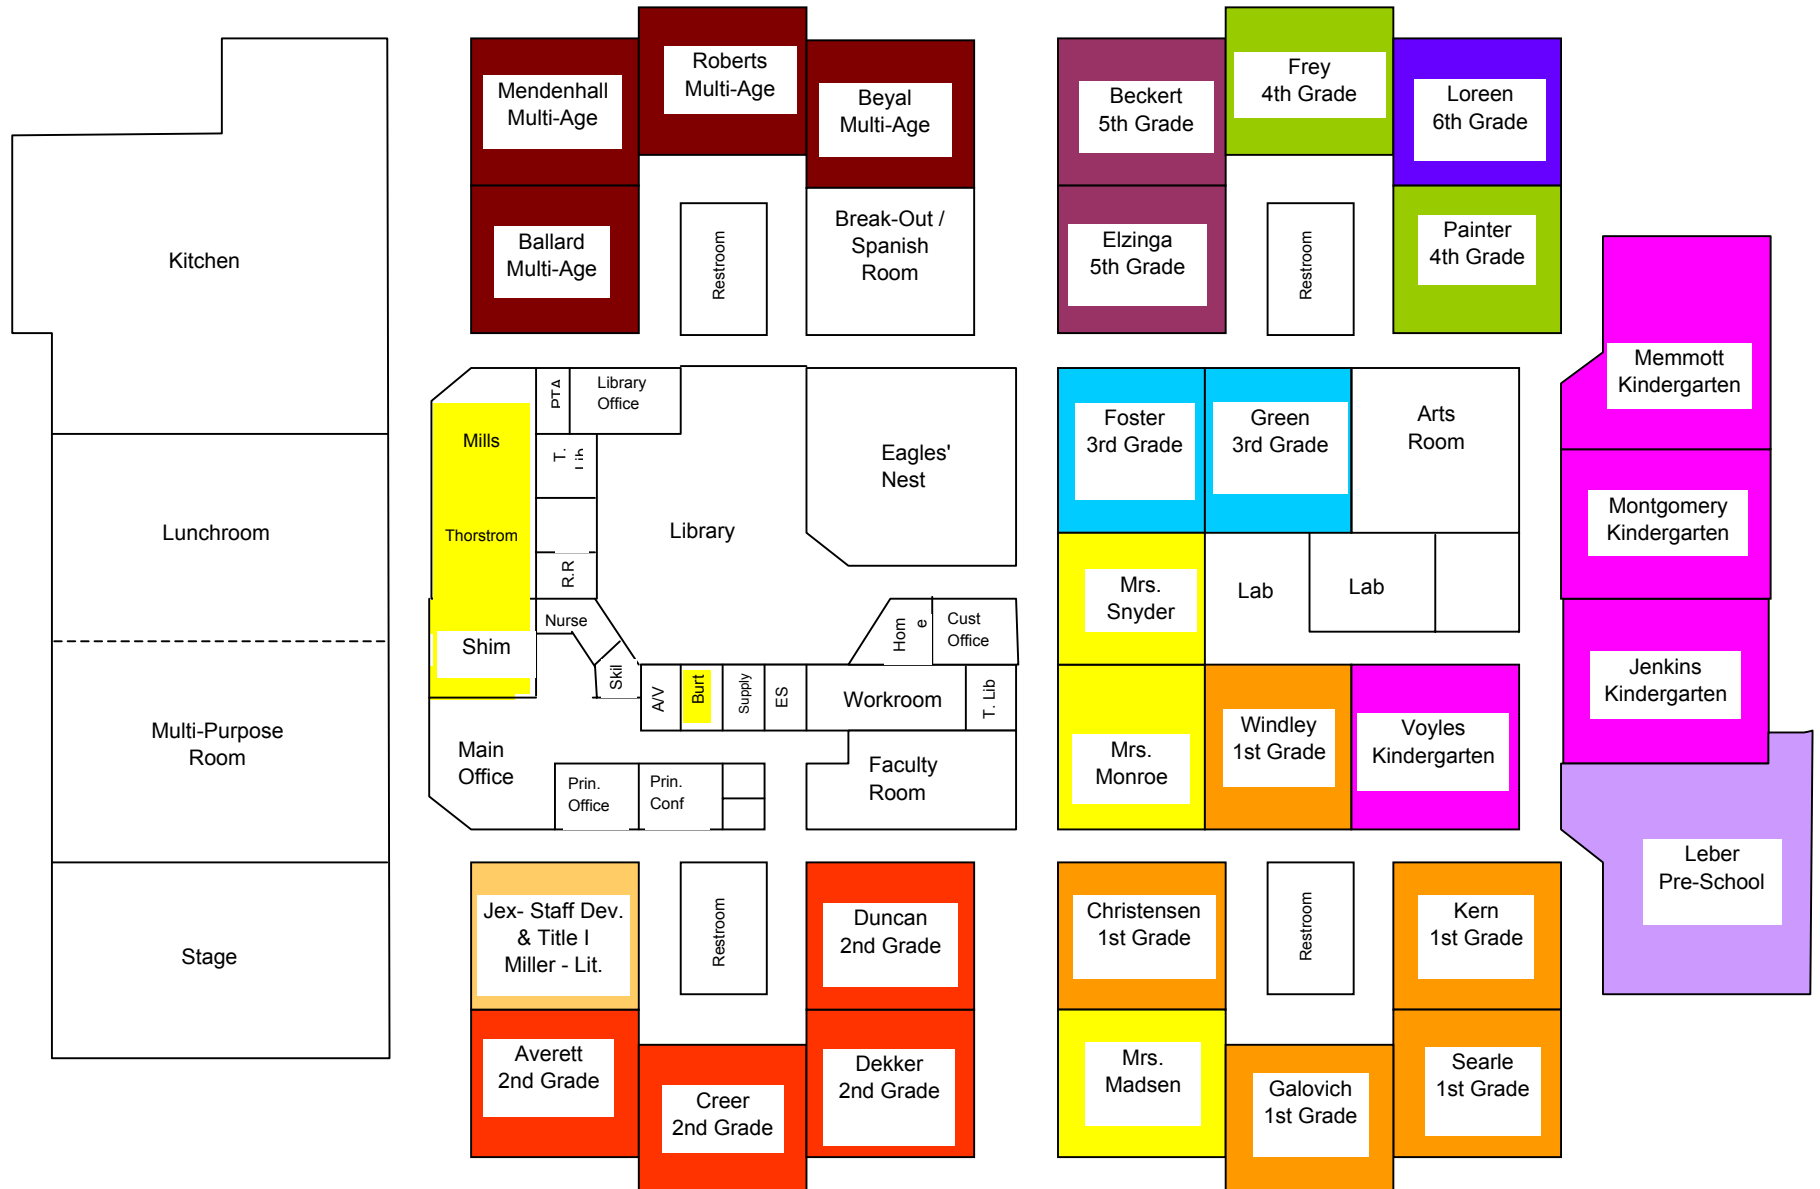 Kitchen
Lunchroom
Multi-Purpose
Room
Stage
Mendenhall
Multi-Age
Roberts
Multi-Age
Beyal
Multi-Age
Ballard
Multi-Age
Restroom
Break-Out /
Spanish
Room
Beckert
5th Grade
Frey
4th Grade
Loreen
6th Grade
Elzinga
5th Grade
Restroom
Painter
4th Grade
Mills
Thorstrom
Shim
PTA
Library
Office
T.
Lib
R.R
Nurse
Skil
Library
Eagles'
Nest
Hom
e
Cust
Office
A/V
Burt
Supply
ES
Workroom
T. Lib
Main
Office
Prin.
Office
Prin.
Conf
Faculty
Room
Foster
3rd Grade
Green
3rd Grade
Arts
Room
Mrs.
Snyder
Lab
Lab
Mrs.
Monroe
Windley
1st Grade
Voyles
Kindergarten
Memmott
Kindergarten
Montgomery
Kindergarten
Jenkins
Kindergarten
Leber
Pre-School
Jex- Staff Dev.
& Title I
Miller - Lit.
Restroom
Duncan
2nd Grade
Averett
2nd Grade
Creer
2nd Grade
Dekker
2nd Grade
Christensen
1st Grade
Restroom
Kern
1st Grade
Mrs.
Madsen
Galovich
1st Grade
Searle
1st Grade